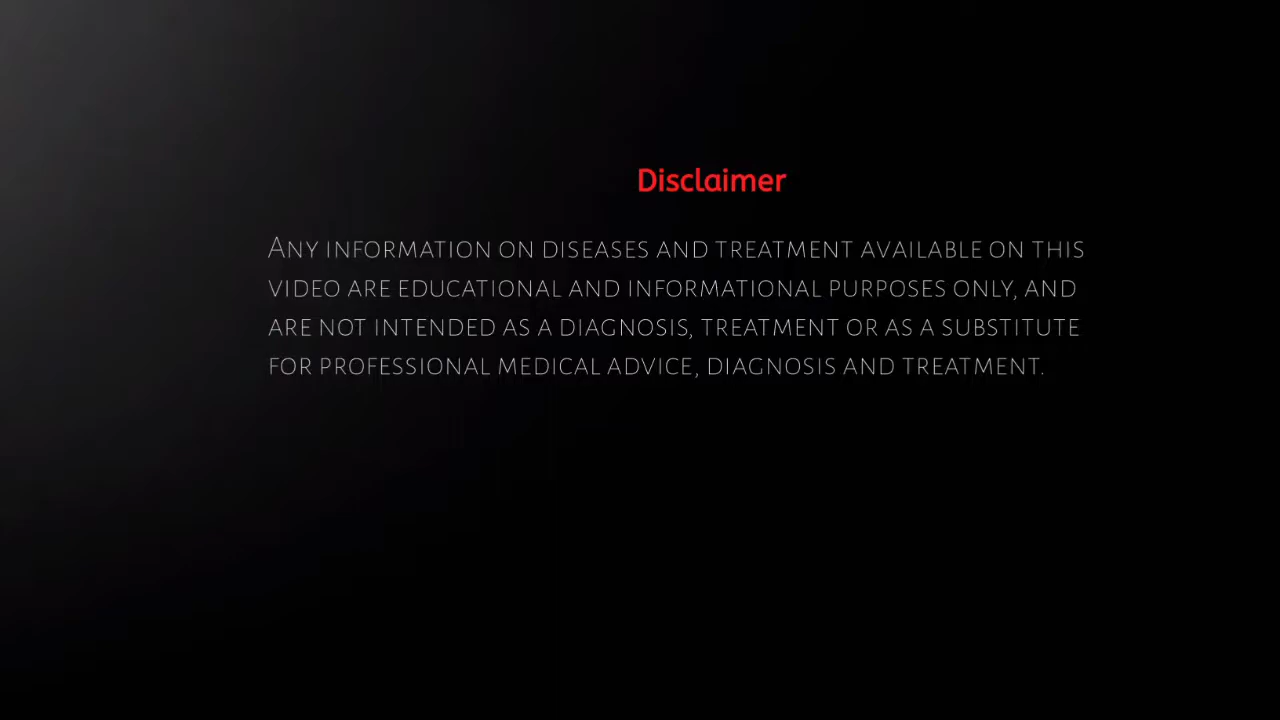 Disclaimer
Any information on diseases and treatment available on this
video are educational and informational purposes only, and
are not intended as a diagnosis, treatment or as a substitute
for professional medical advice, diagnosis and treatment.